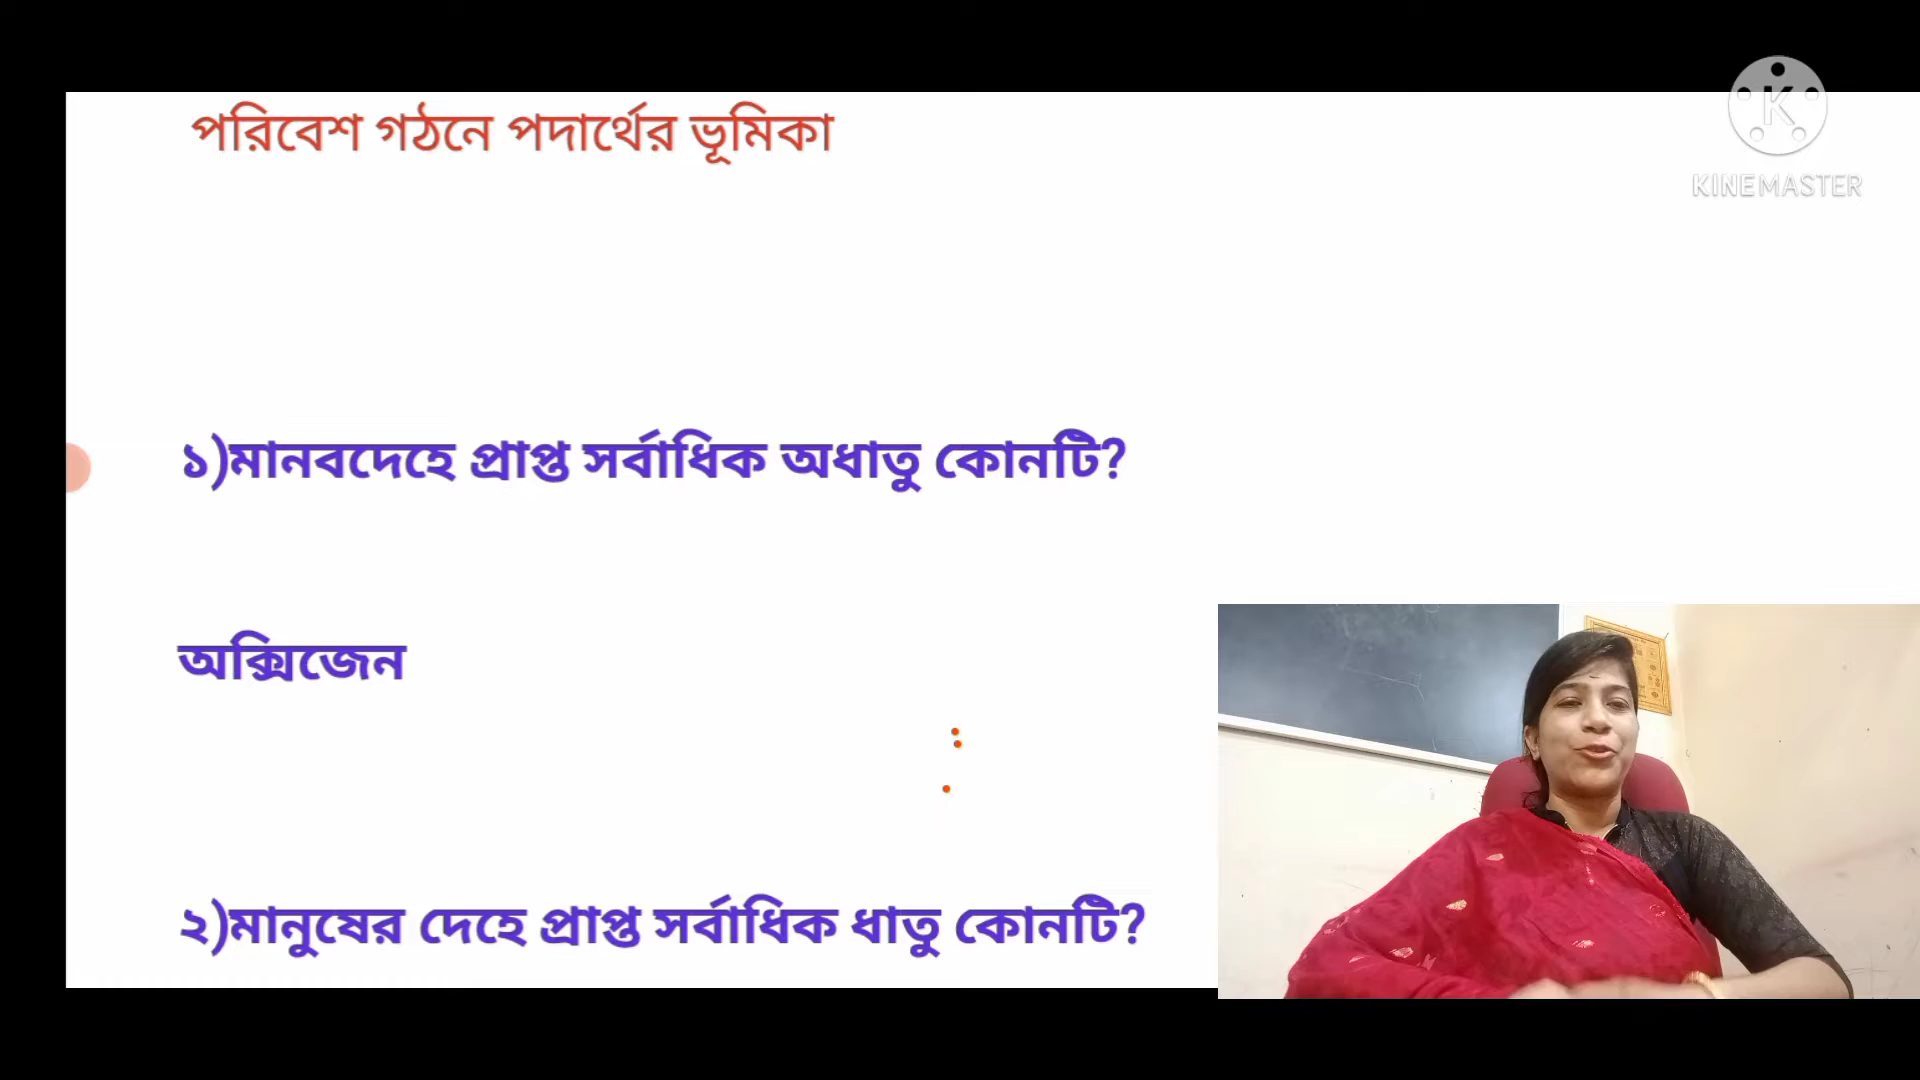 পরিবেশ গঠনে পদার্থের ভূমিকা
KINEMASTER
১)মানবদেহে প্রাপ্ত সর্বাধিক অধাতু কোনটি?
অক্সিজেন
২)মানুষের দেহে প্রাপ্ত সর্বাধিক ধাতু কোনটি?